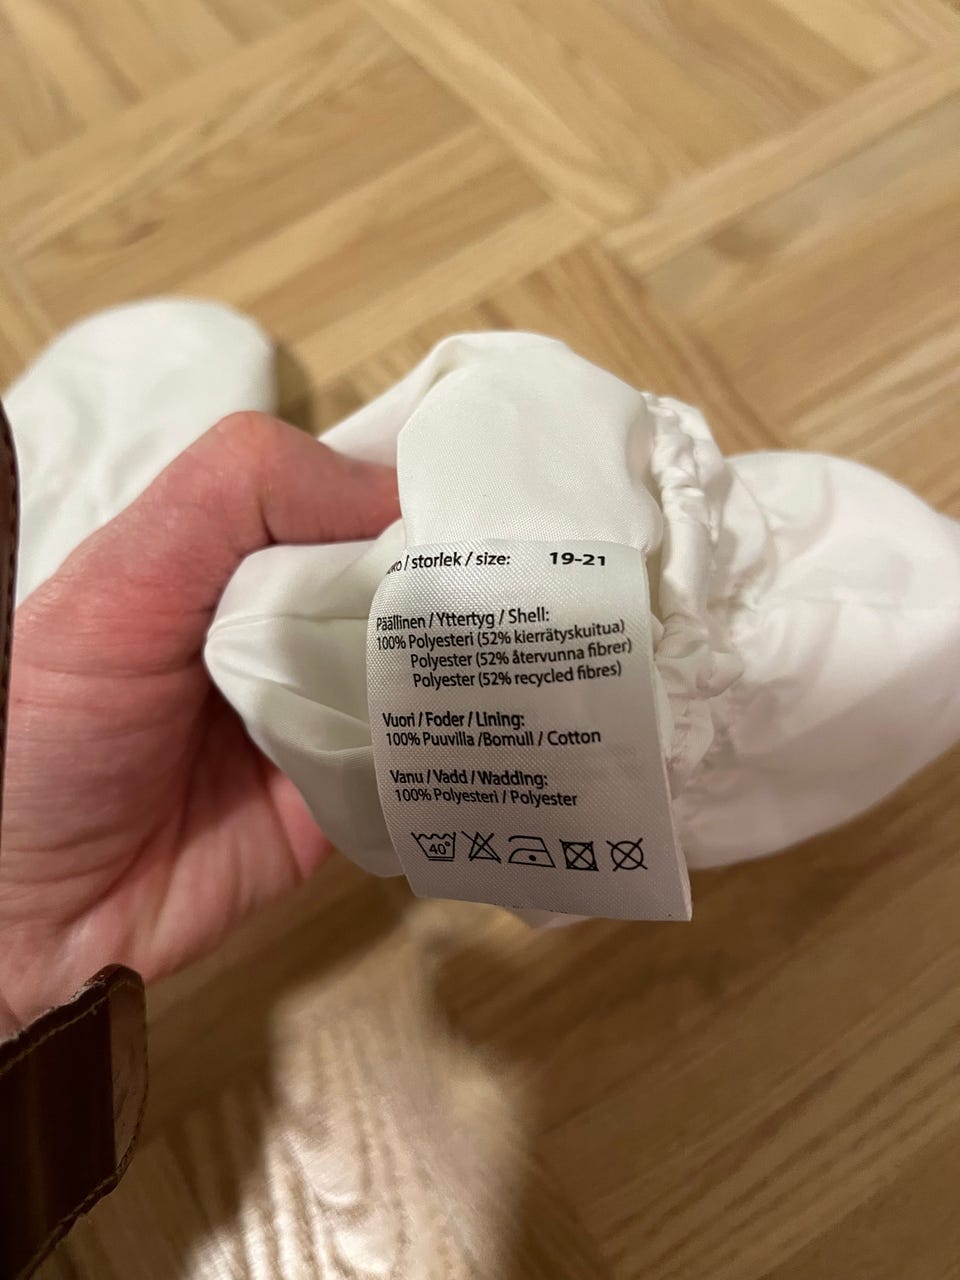 / storlek / size: 19-21
Päällinen / Yttertyg / Shell:
100% Polyesteri (52% kierrätyskuitua)
Polyester (52% återvunna fibrer)
Polyester (52% recycled fibres)
Vuori / Foder / Lining:
100% Puuvilla /Bomull / Cotton
Vanu / Vadd / Wadding:
100% Polyesteri / Polyester
40°